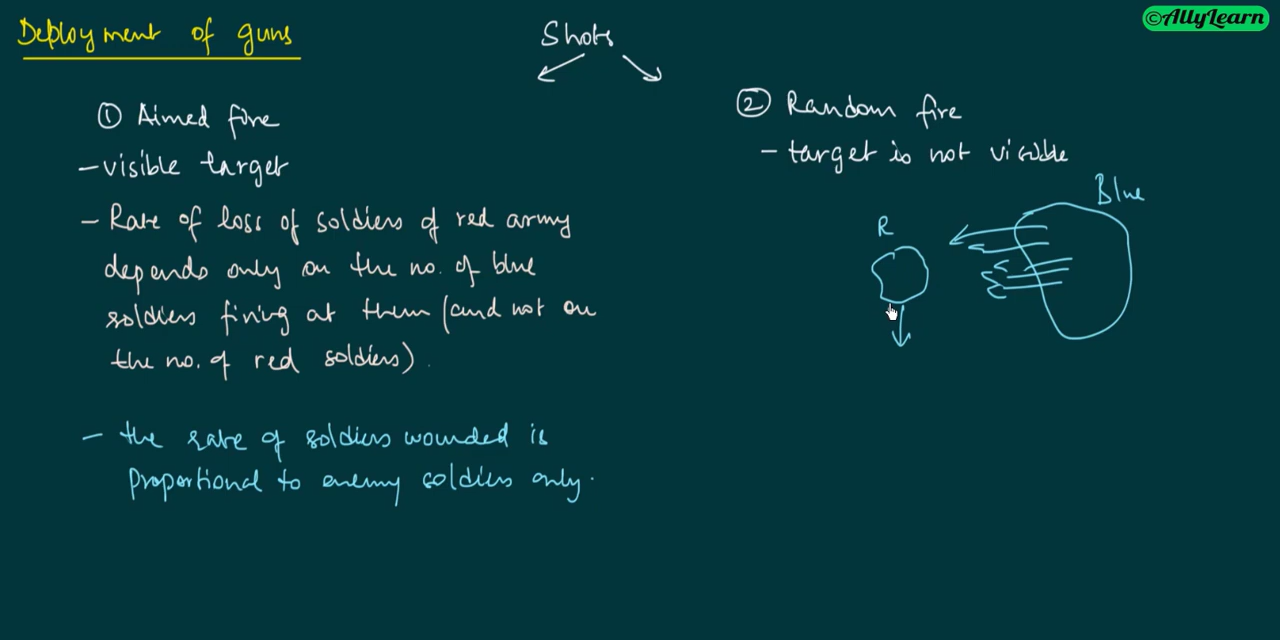 Deployment of guns
Shots
©AllyLearn
① Aimed fire
- visible target
- Rate of loss of soldiers of red army
depends only on the no. of blue
soldiers firing at them (and not on
the no. of red soldiers).
- the rate of soldiers wounded is
proportional to enemy soldiers only.
② Random fire
- target is not visible
Blue
R